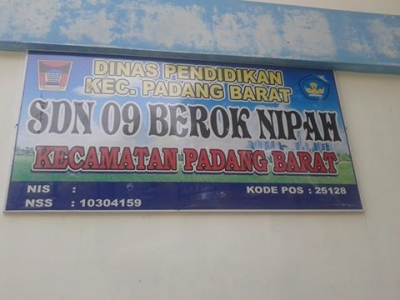 DINAS PENDIDIKAN
KEC. PADANG BARAT
SDN 09 BEROK NIPAH
KECAMATAN PADANG BARAT
NIS :
KODE POS : 25128
NSS : 10304159